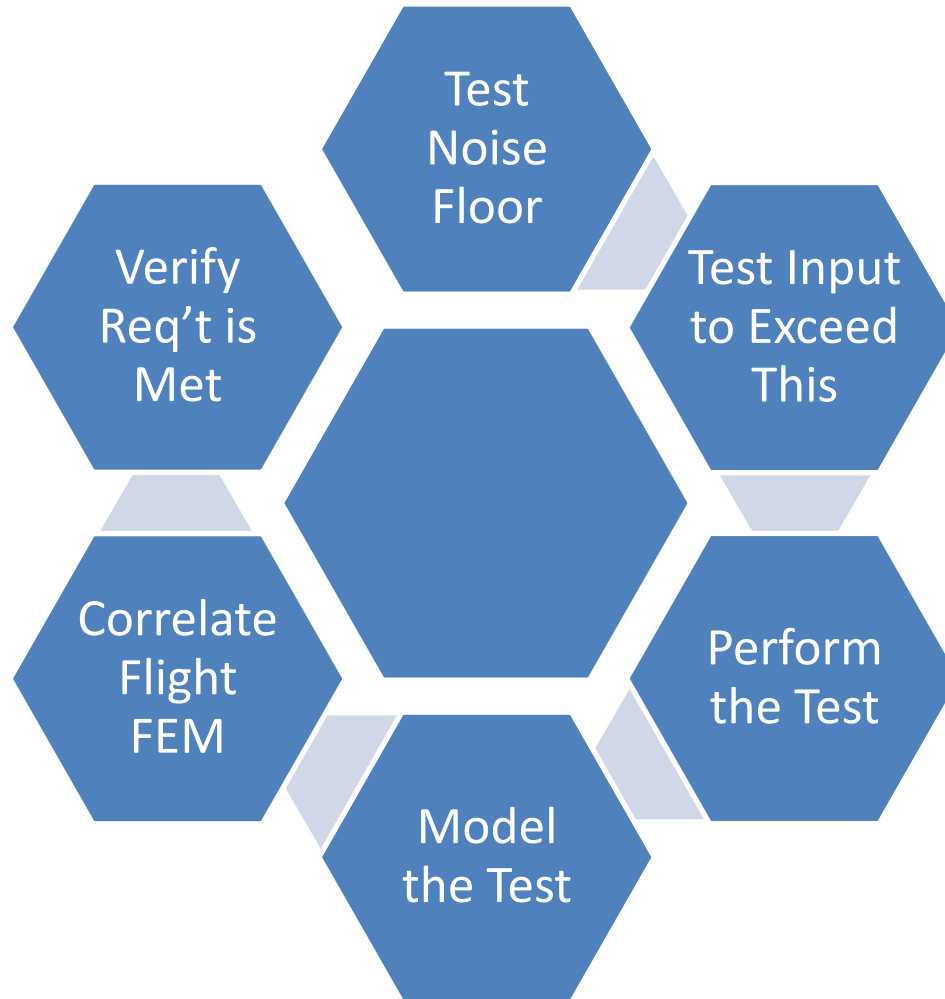 Test
Noise
Floor
Test Input
to Exceed
This
Perform
the Test
Model
the Test
Correlate
Flight
FEM
Verify
Req’t is
Met